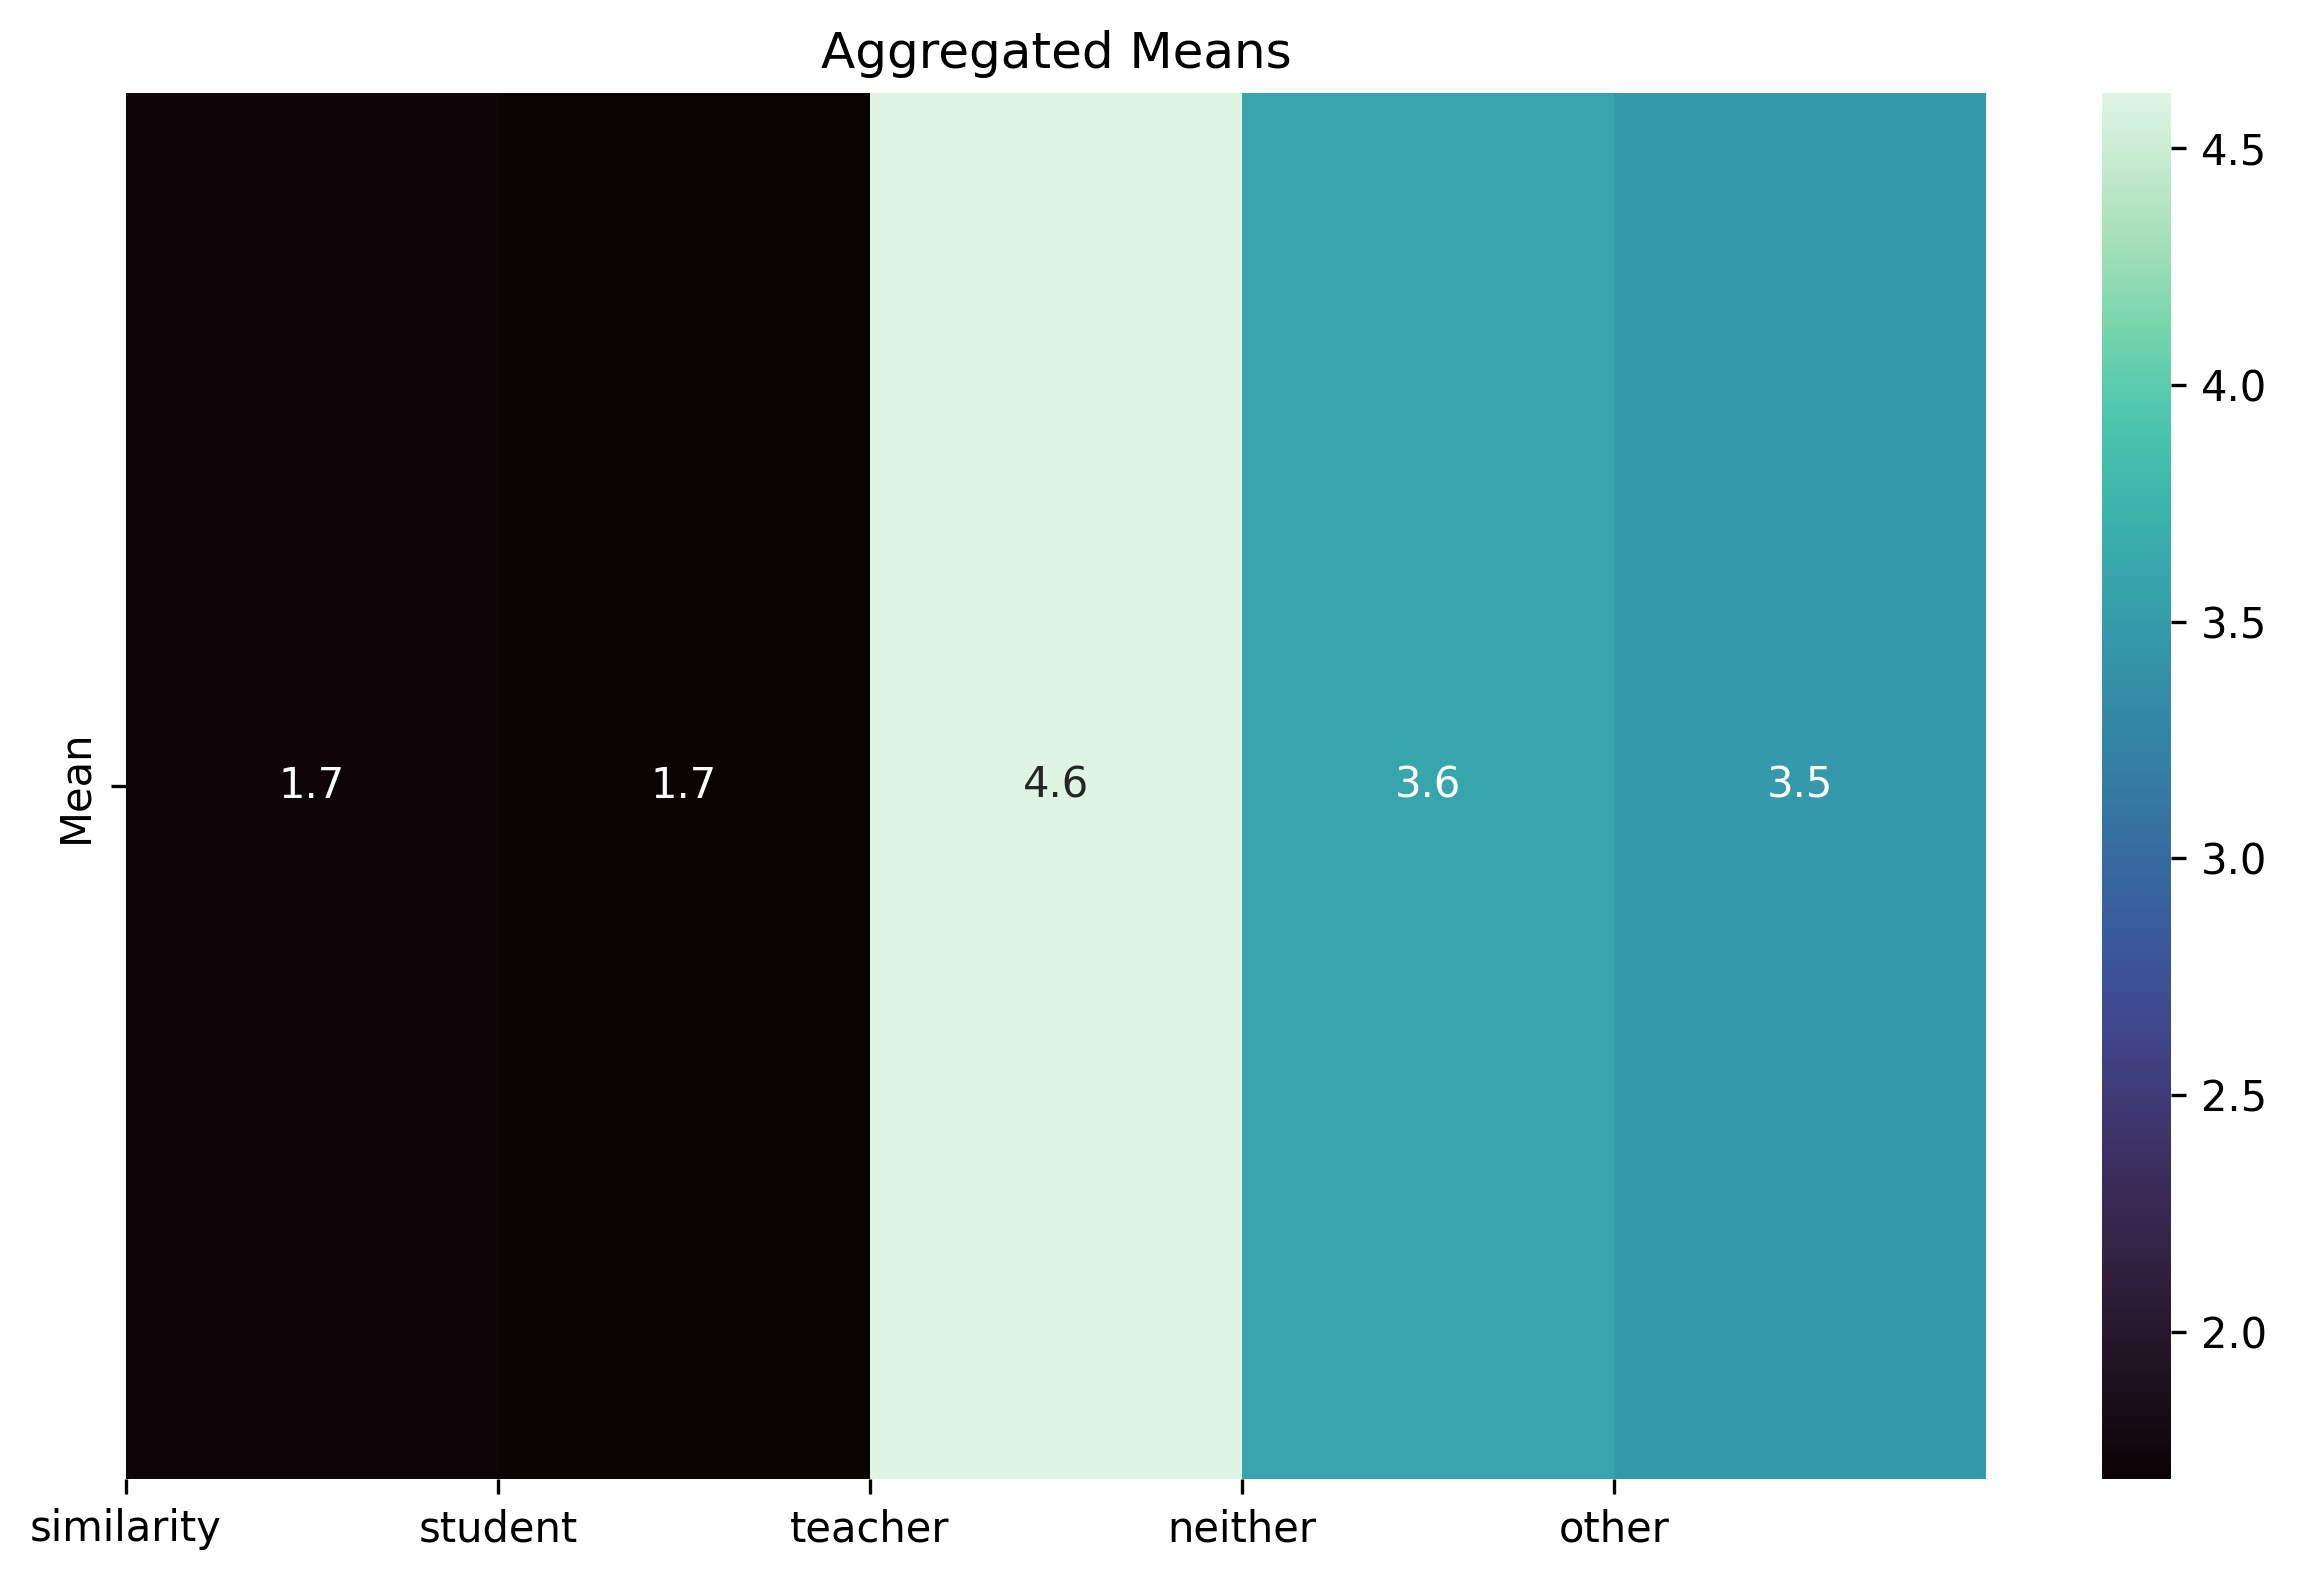 Aggregated Means
Mean
1.7 1.7 4.6 3.6 3.5
similarity student teacher neither other
4.5
4.0
3.5
3.0
2.5
2.0